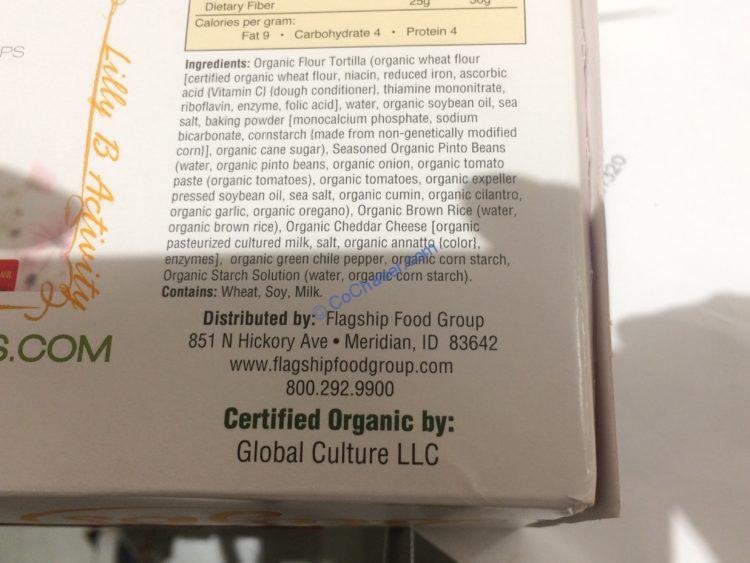 Dietary Fiber 25g 30g
Calories per gram:
Fat 9 • Carbohydrate 4 • Protein 4
PS
Ingredients: Organic Flour Tortilla (organic wheat flour
[certified organic wheat flour, niacin, reduced iron, ascorbic
acid (Vitamin C) {dough conditioner}, thiamine mononitrate,
riboflavin, enzyme, folic acid], water, organic soybean oil, sea
salt, baking powder [monocalcium phosphate, sodium
bicarbonate, cornstarch {made from non-genetically modified
corn}], organic cane sugar), Seasoned Organic Pinto Beans
(water, organic pinto beans, organic onion, organic tomato
paste (organic tomatoes), organic tomatoes, organic expeller
pressed soybean oil, sea salt, organic cumin, organic cilantro,
organic garlic, organic oregano), Organic Brown Rice (water,
organic brown rice), Organic Cheddar Cheese [organic
pasteurized cultured milk, salt, organic annatto {color},
enzymes], organic green chile pepper, organic corn starch,
Organic Starch Solution (water, organic corn starch).
Contains: Wheat, Soy, Milk.
Distributed by: Flagship Food Group
851 N Hickory Ave • Meridian, ID 83642
www.flagshipfoodgroup.com
800.292.9900
Certified Organic by:
Global Culture LLC
Lilly B Activity
S.COM
© CoChaser.com